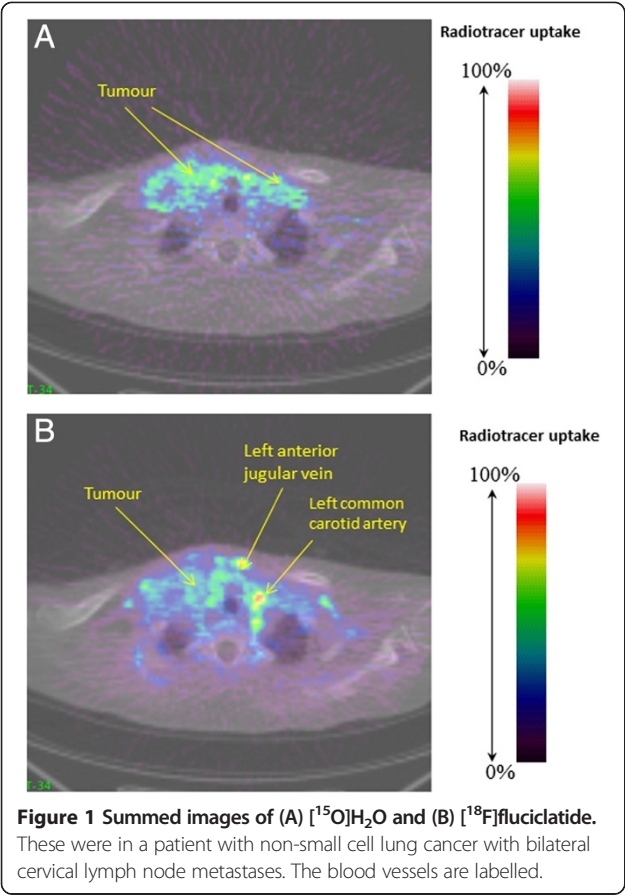 A
Radiotracer uptake
100%
Tumour
0%
T-34
B
Radiotracer uptake
100%
Left anterior
jugular vein
Tumour
Left common
carotid artery
0%
T-34
Figure 1 Summed images of (A) [¹⁵O]H₂O and (B) [¹⁸F]fluciclatide.
These were in a patient with non-small cell lung cancer with bilateral
cervical lymph node metastases. The blood vessels are labelled.